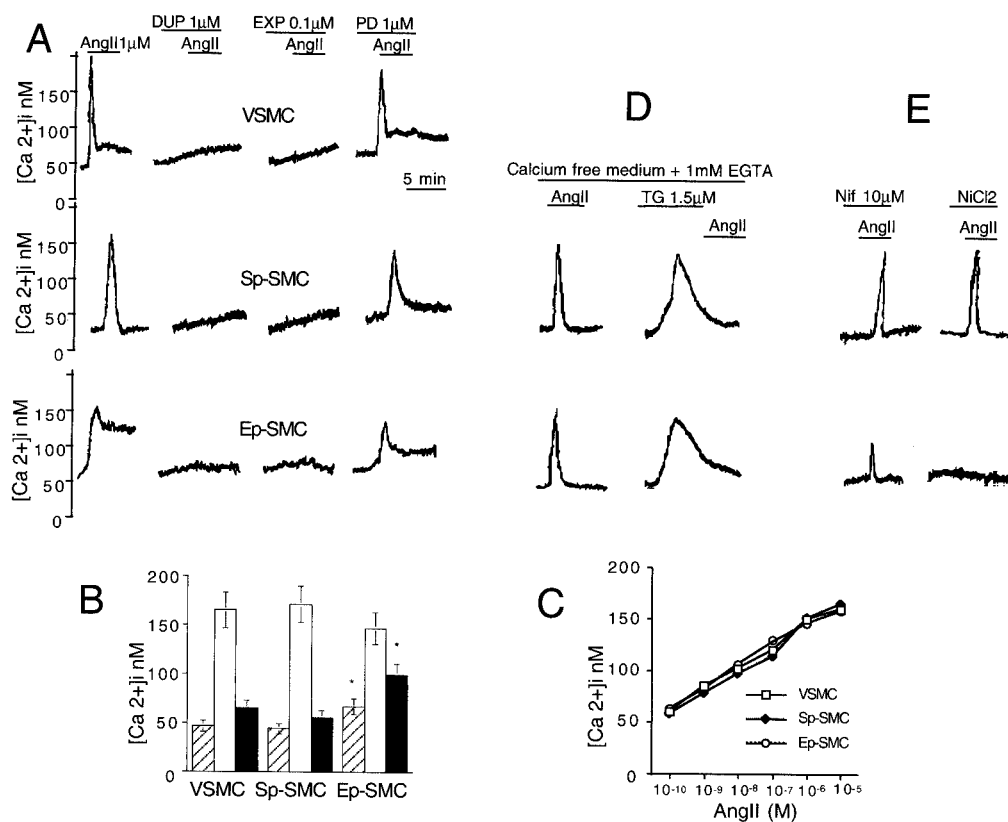 A
AngII 1µM
DUP 1µM
AngII
EXP 0.1µM
AngII
PD 1µM
AngII
[Ca 2+]i nM
150
100
50
0
VSMC
5 min
[Ca 2+]i nM
150
100
50
0
Sp-SMC
[Ca 2+]i nM
150
100
50
0
Ep-SMC
D
Calcium free medium + 1mM EGTA
AngII
TG 1.5µM
AngII
E
Nif 10µM
AngII
NiCl2
AngII
B
[Ca 2+]i nM
200
150
100
50
0
* *
VSMC Sp-SMC Ep-SMC
C
[Ca 2+]i nM
200
150
100
50
0
VSMC
Sp-SMC
Ep-SMC
10-10 10-9 10-8 10-7 10-6 10-5
AngII (M)